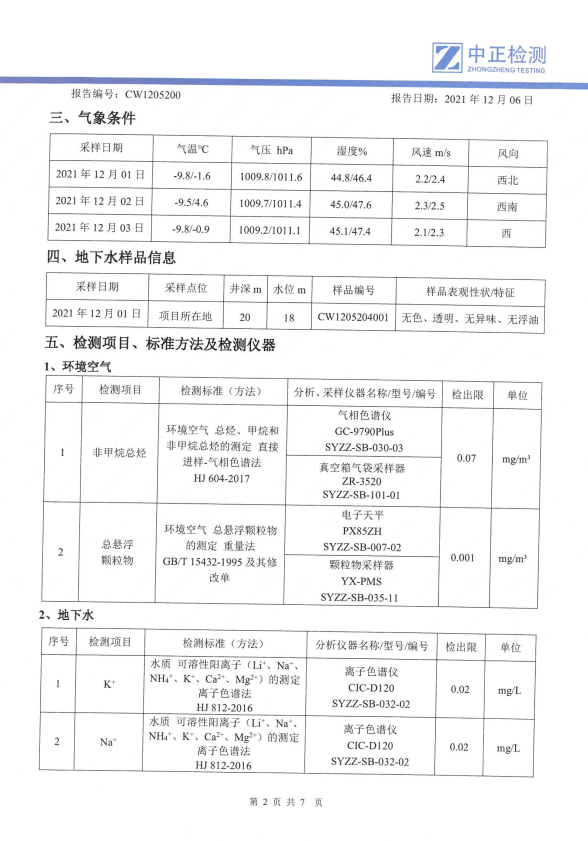 中正检测
ZHONGZHENG TESTING
报告编号：CW1205200
报告日期：2021 年 12 月 06 日
三、气象条件
采样日期 气温℃ 气压 hPa 湿度% 风速 m/s 风向
2021 年 12 月 01 日 -9.8/-1.6 1009.8/1011.6 44.8/46.4 2.2/2.4 西北
2021 年 12 月 02 日 -9.5/4.6 1009.7/1011.4 45.0/47.6 2.3/2.5 西南
2021 年 12 月 03 日 -9.8/-0.9 1009.2/1011.1 45.1/47.4 2.1/2.3 西
四、地下水样品信息
采样日期 采样点位 井深 m 水位 m 样品编号 样品表观性状/特征
2021 年 12 月 01 日 项目所在地 20 18 CW1205204001 无色、透明、无异味、无浮油
五、检测项目、标准方法及检测仪器
1、环境空气
序号 检测项目 检测标准（方法） 分析、采样仪器名称/型号/编号 检出限 单位
1 非甲烷总烃
环境空气 总烃、甲烷和
非甲烷总烃的测定 直接
进样-气相色谱法
HJ 604-2017
气相色谱仪
GC-9790Plus
SYZZ-SB-030-03
真空箱气袋采样器
ZR-3520
SYZZ-SB-101-01
0.07 mg/m³
2
总悬浮
颗粒物
环境空气 总悬浮颗粒物
的测定 重量法
GB/T 15432-1995 及其修
改单
电子天平
PX85ZH
SYZZ-SB-007-02
颗粒物采样器
YX-PMS
SYZZ-SB-035-11
0.001 mg/m³
2、地下水
序号 检测项目 检测标准（方法） 分析仪器名称/型号/编号 检出限 单位
1 K⁺
水质 可溶性阳离子（Li⁺、Na⁺、
NH₄⁺、K⁺、Ca²⁺、Mg²⁺）的测定
离子色谱法
HJ 812-2016
离子色谱仪
CIC-D120
SYZZ-SB-032-02
0.02 mg/L
2 Na⁺
水质 可溶性阳离子（Li⁺、Na⁺、
NH₄⁺、K⁺、Ca²⁺、Mg²⁺）的测定
离子色谱法
HJ 812-2016
离子色谱仪
CIC-D120
SYZZ-SB-032-02
0.02 mg/L
第 2 页 共 7 页